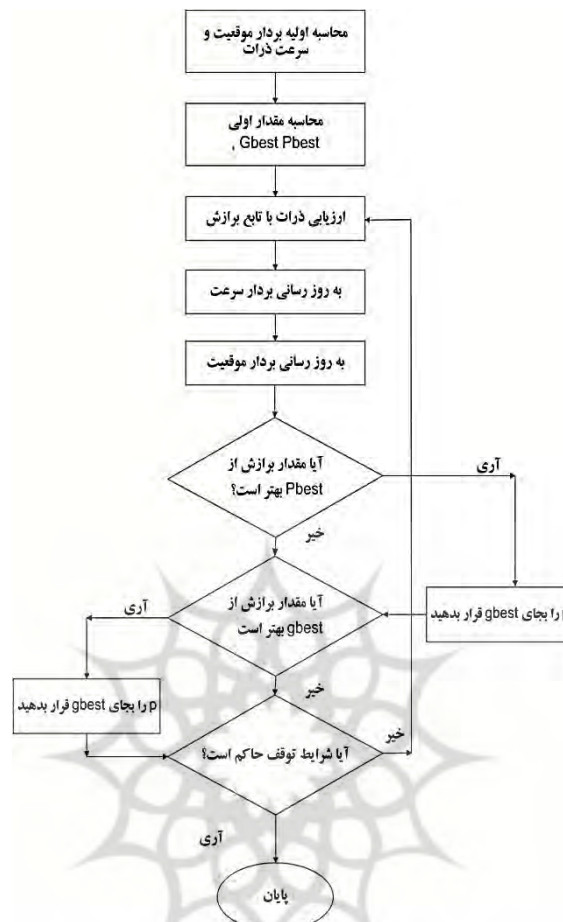 محاسبه اولیه بردار موقعیت و
سرعت ذرات
محاسبه مقدار اولی
, Gbest Pbest
ارزیابی ذرات با تابع برازش
به روز رسانی بردار سرعت
به روز رسانی بردار موقعیت
آیا مقدار برازش از
Pbest بهتر است؟
آری
خیر
آیا مقدار برازش از
gbest بهتر است
آری
را بجای gbest قرار بدهید
خیر
p را بجای gbest قرار بدهید
آیا شرایط توقف حاکم است؟
خیر
آری
پایان